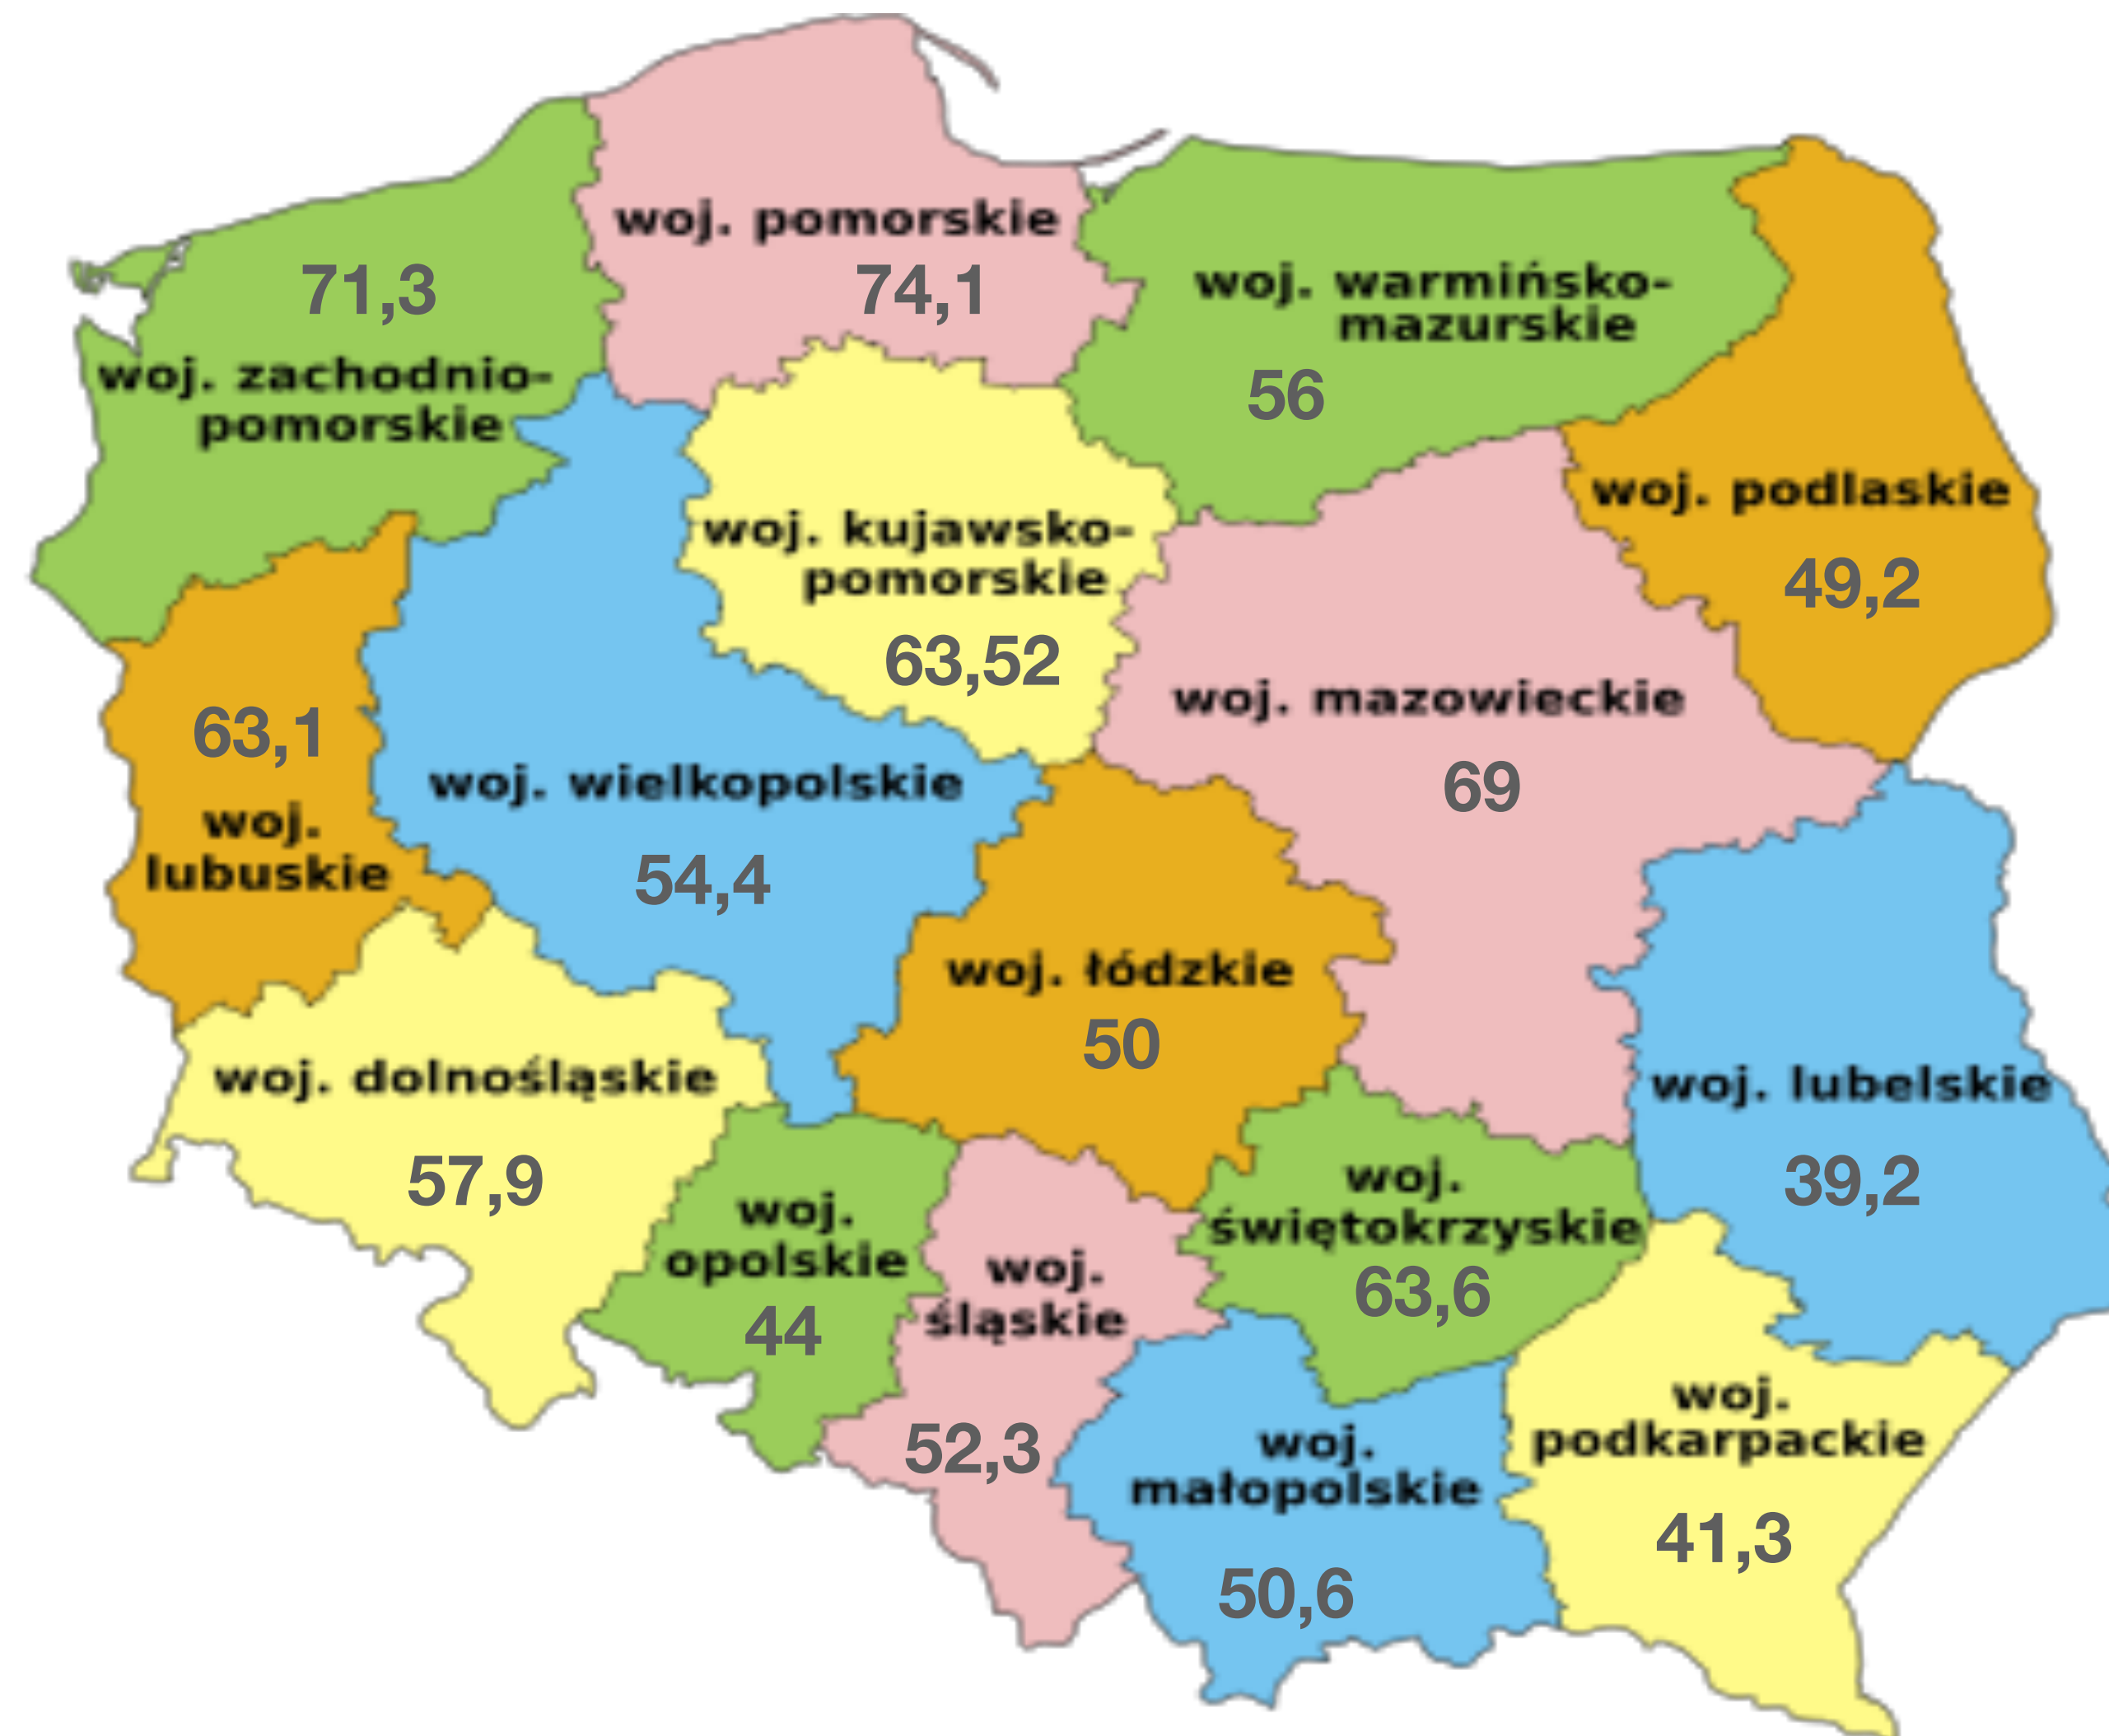 woj. pomorskie
74,1
71,3
woj. zachodnio-
pomorskie
woj. warmińsko-
mazurskie
56
woj. podlaskie
49,2
woj. kujawsko-
pomorskie
63,52
63,1
woj.
lubuskie
woj. wielkopolskie
54,4
woj. mazowieckie
69
woj. łódzkie
50
woj. dolnośląskie
57,9
woj. lubelskie
39,2
woj.
opolskie
44
woj.
śląskie
52,3
woj.
świętokrzyskie
63,6
woj.
małopolskie
50,6
woj.
podkarpackie
41,3